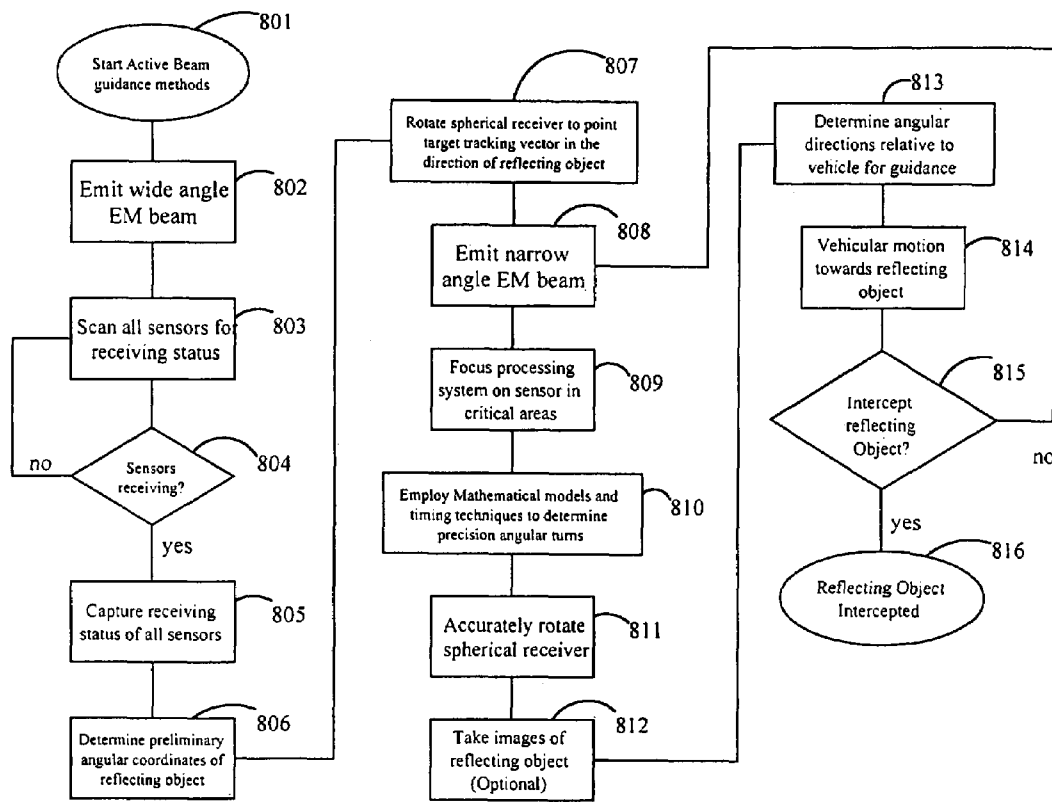 801
Start Active Beam
guidance methods
Emit wide angle
EM beam
802
Scan all sensors for
receiving status
803
no
Sensors
receiving?
804
yes
Capture receiving
status of all sensors
805
806
Determine preliminary
angular coordinates of
reflecting object
807
Rotate spherical receiver to point
target tracking vector in the
direction of reflecting object
808
Emit narrow
angle EM beam
Focus processing
system on sensor in
critical areas
809
Employ Mathematical models and
timing techniques to determine
precision angular turns
810
Accurately rotate
spherical receiver
811
812
Take images of
reflecting object
(Optional)
813
Determine angular
directions relative to
vehicle for guidance
Vehicular motion
towards reflecting
object
814
815
Intercept
reflecting
Object?
no
yes
816
Reflecting Object
Intercepted